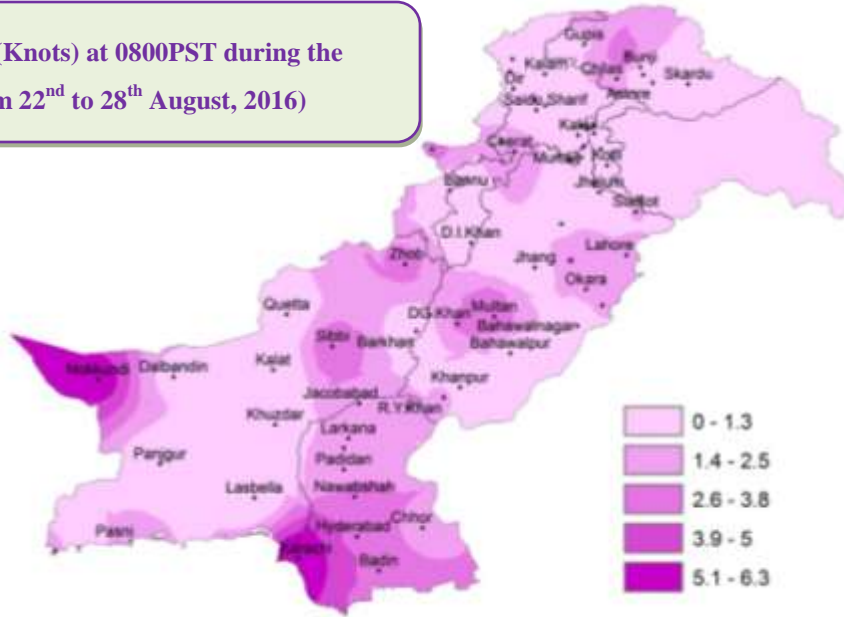 (Knots) at 0800PST during the
m 22nd to 28th August, 2016)
Gupis
Bunji
Kalam
Chilas
Skardu
Dir
Astore
Saidu Sharif
Kakul
Cherat
Murree
Kotli
Bannu
Jhelum
Sialkot
D.I.Khan
Lahore
Zhob
Jhang
Okara
Quetta
DG.Khan
Multan
Bahawalnagar
Sibbi
Barkhan
Bahawalpur
Nokkundi
Dalbandin
Kalat
Khanpur
Jacobabad
R.Y.Khan
Khuzdar
Larkana
0 - 1.3
Panjgur
Padidan
1.4 - 2.5
Lasbella
Nawabshah
2.6 - 3.8
Pasni
Hyderabad
Chhor
3.9 - 5
Karachi
Badin
5.1 - 6.3